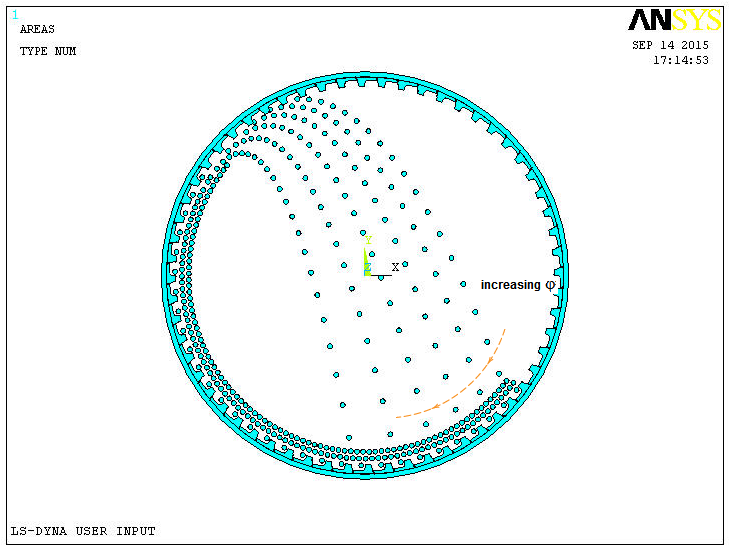 1
AREAS
TYPE NUM
ANSYS
SEP 14 2015
17:14:53
Y
Z X
increasing φ
LS-DYNA USER INPUT